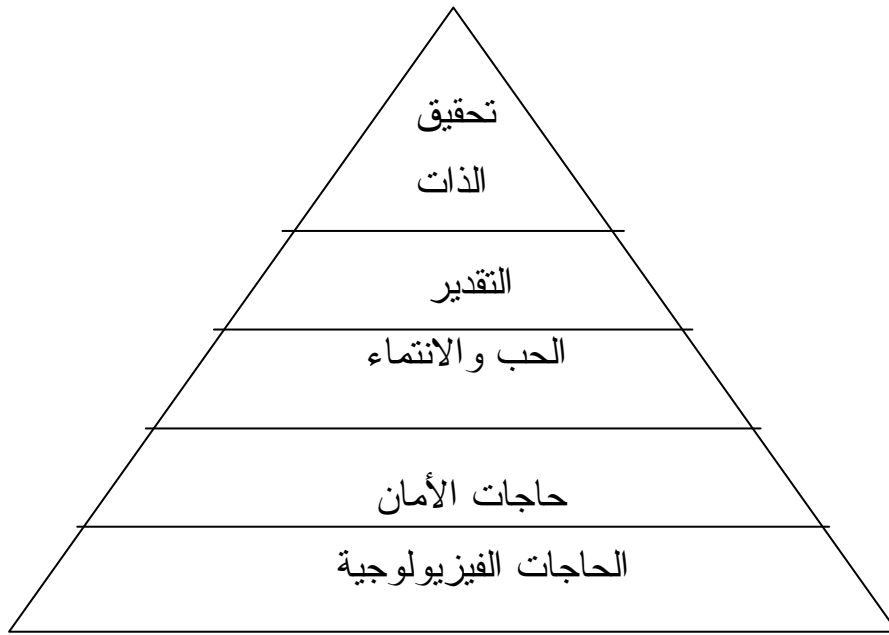 تحقيق
الذات
التقدير
الحب والانتماء
حاجات الأمان
الحاجات الفيزيولوجية